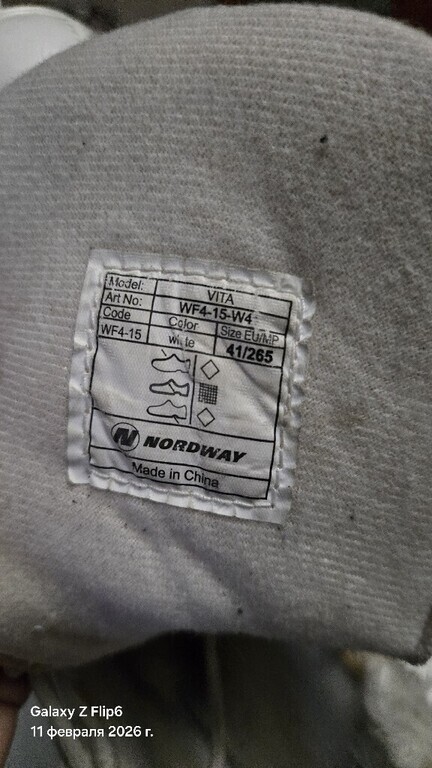 Model: VITA
Art No: WF4-15-W4
Code Color Size EU/MP
WF4-15 white 41/265
N NORDWAY
Made in China
Galaxy Z Flip6
11 февраля 2026 г.